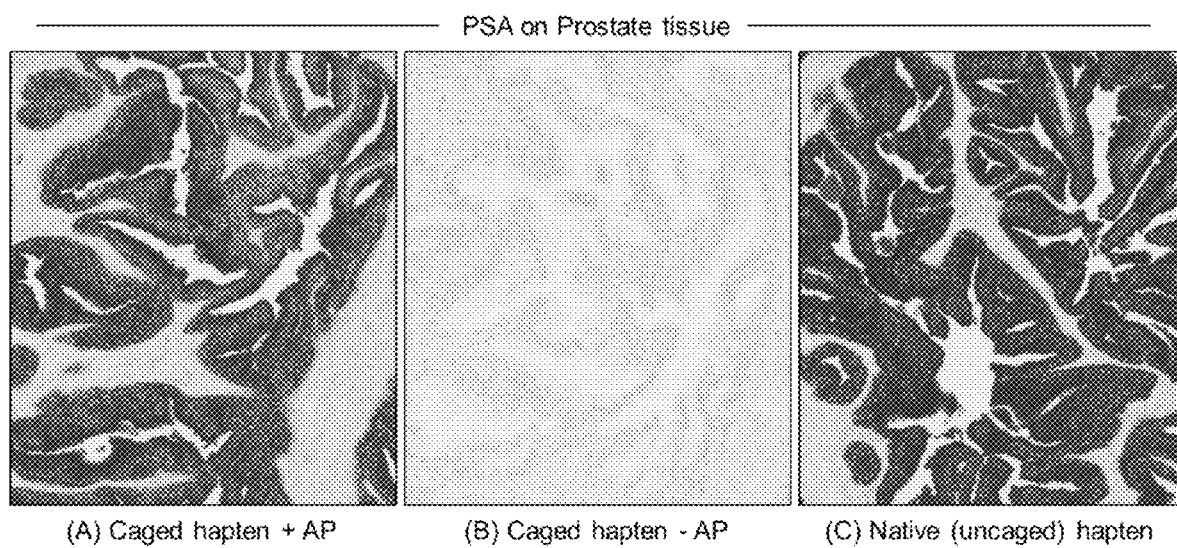 PSA on Prostate tissue
(A) Caged hapten + AP
(B) Caged hapten - AP
(C) Native (uncaged) hapten